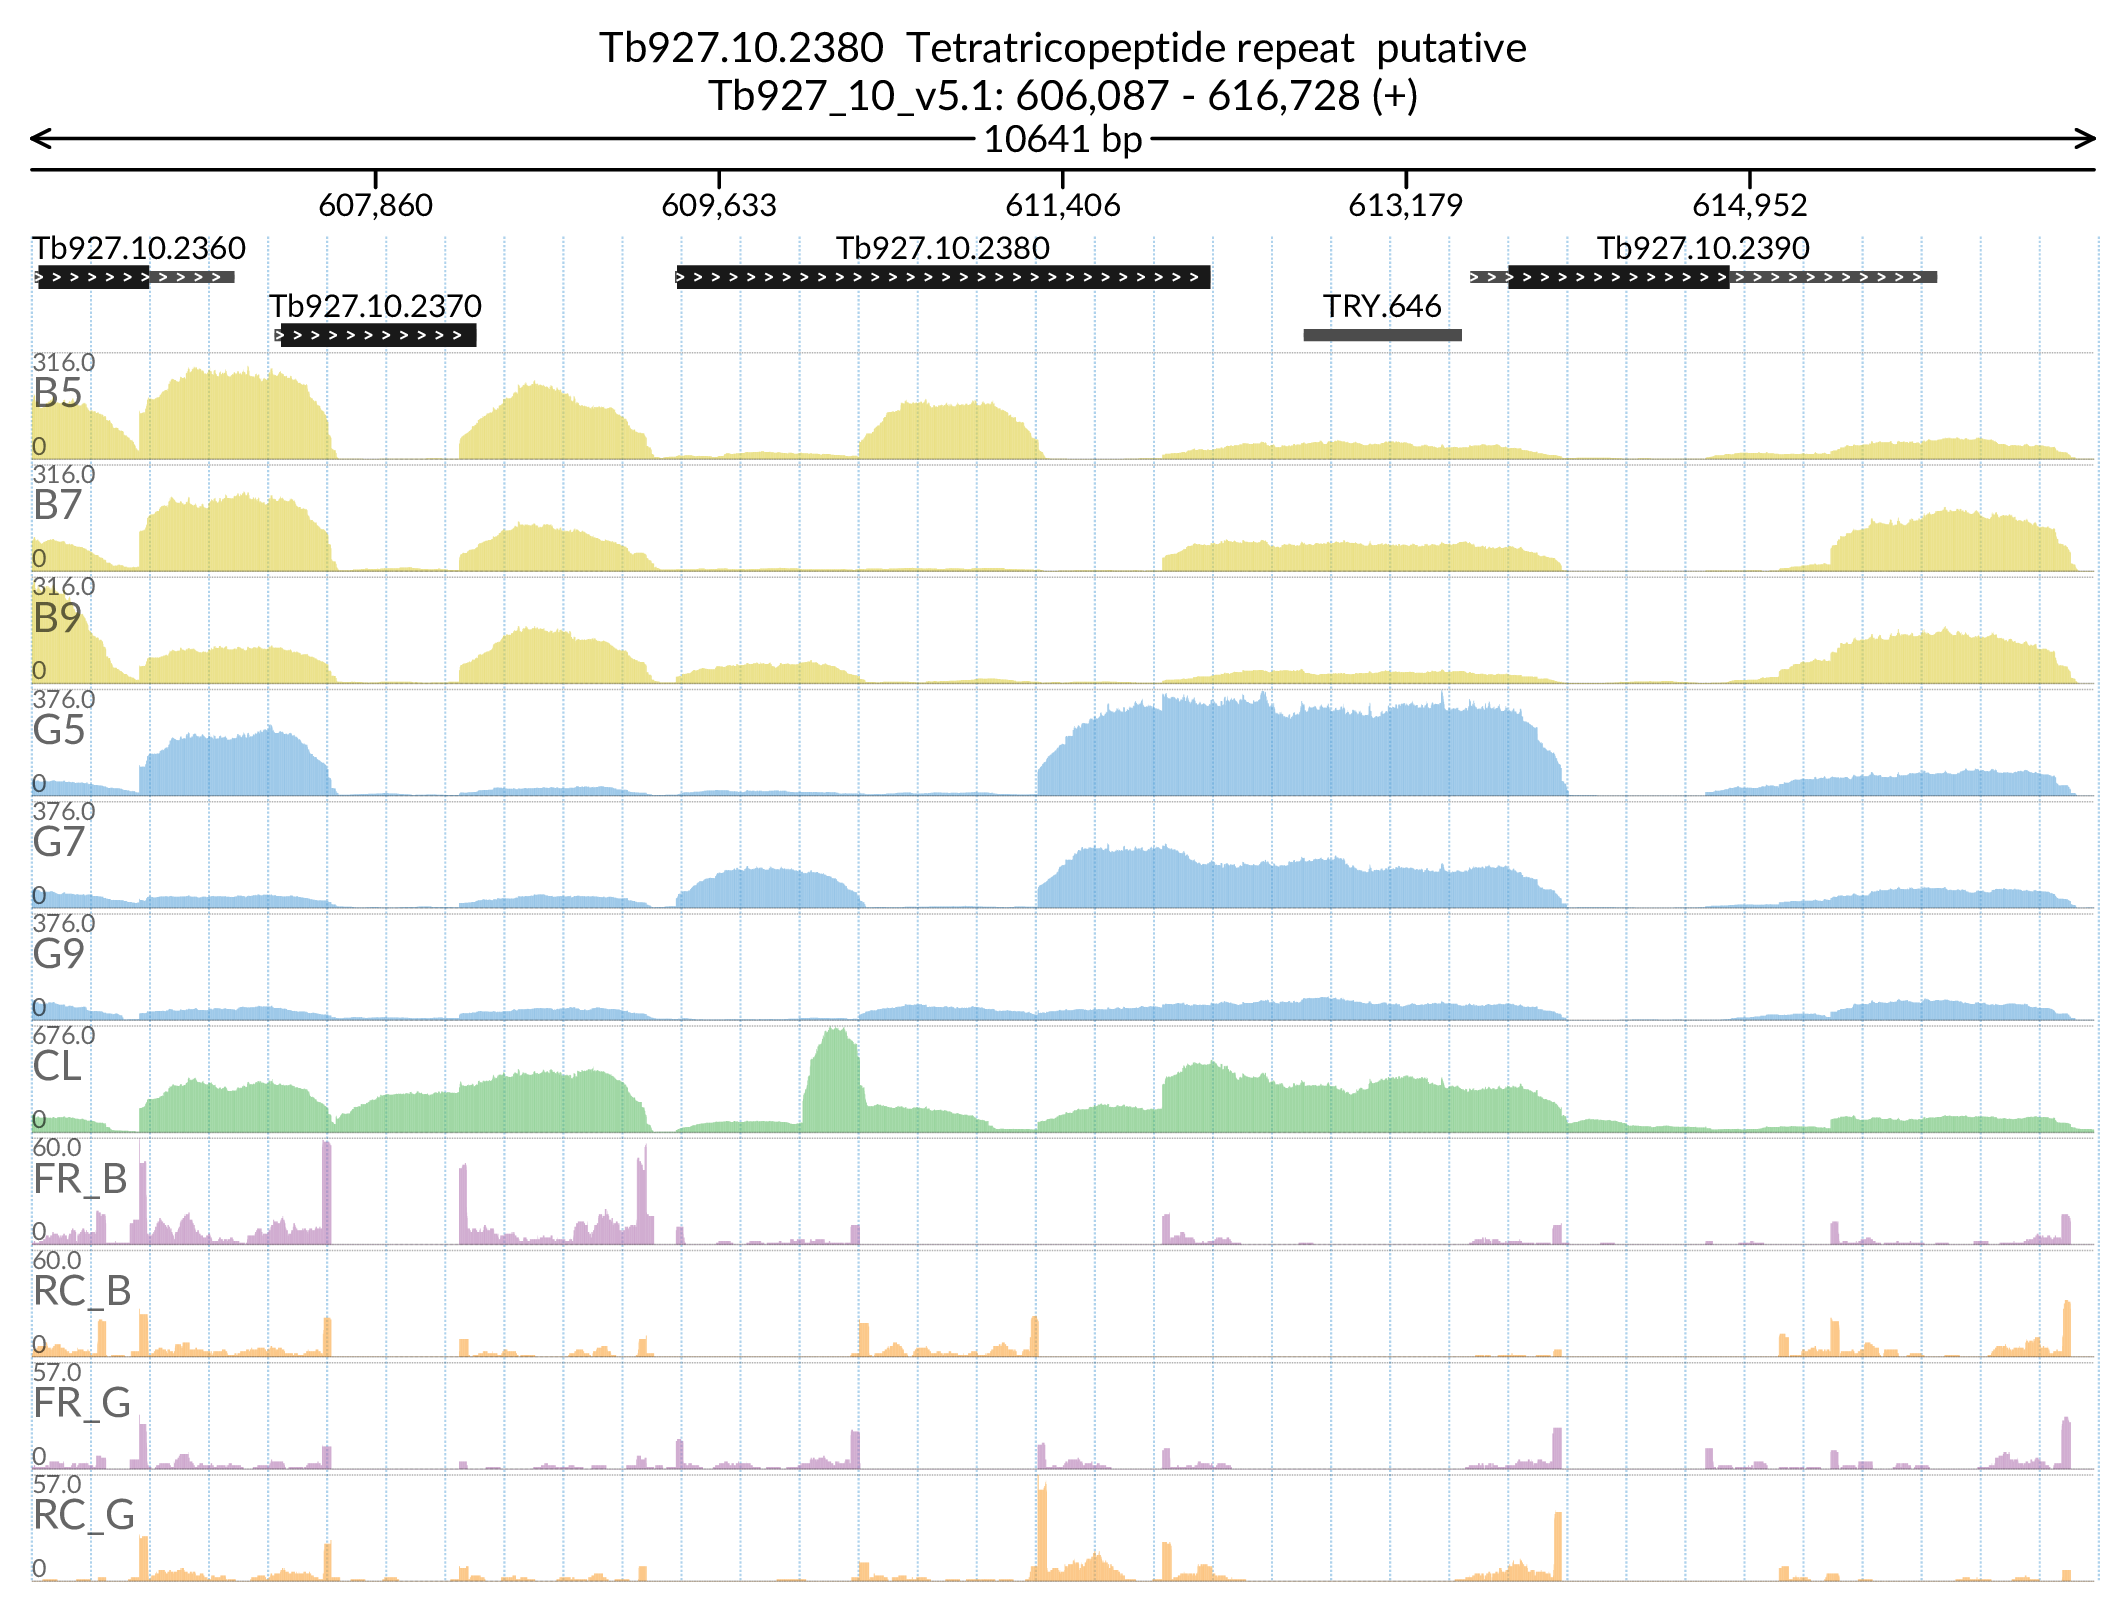 Tb927.10.2380  Tetratricopeptide repeat  putative
Tb927_10_v5.1: 606,087 - 616,728 (+)
10641 bp
607,860 609,633 611,406 613,179 614,952
Tb927.10.2360 Tb927.10.2380 Tb927.10.2390
Tb927.10.2370 TRY.646
316.0
B5
0
316.0
B7
0
316.0
B9
0
376.0
G5
0
376.0
G7
0
376.0
G9
0
676.0
CL
0
60.0
FR_B
0
60.0
RC_B
0
57.0
FR_G
0
57.0
RC_G
0